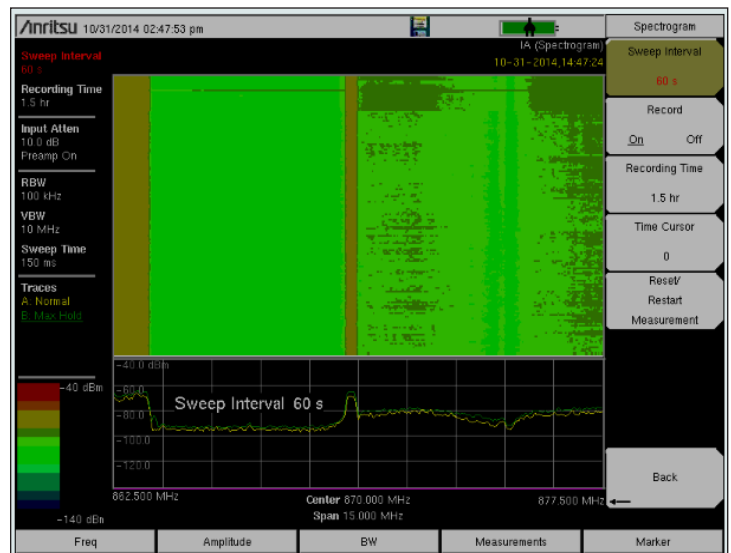 Anritsu 10/31/2014 02:47:53 pm
Spectrogram
IA (Spectrogram)
10-31-2014,14:47:24
Sweep Interval
60 s
Recording Time
1.5 hr
Input Atten
10.0 dB
Preamp On
RBW
100 kHz
VBW
10 MHz
Sweep Time
150 ms
Traces
A: Normal
B: Max Hold
-40 dBm
-140 dBm
-40.0 dBm
-60.0
-80.0
-100.0
-120.0
Sweep Interval 60 s
862.500 MHz
Center 870.000 MHz
877.500 MHz
Span 15.000 MHz
Sweep Interval
60 s
Record
On Off
Recording Time
1.5 hr
Time Cursor
0
Reset/
Restart
Measurement
Back
Freq
Amplitude
BW
Measurements
Marker